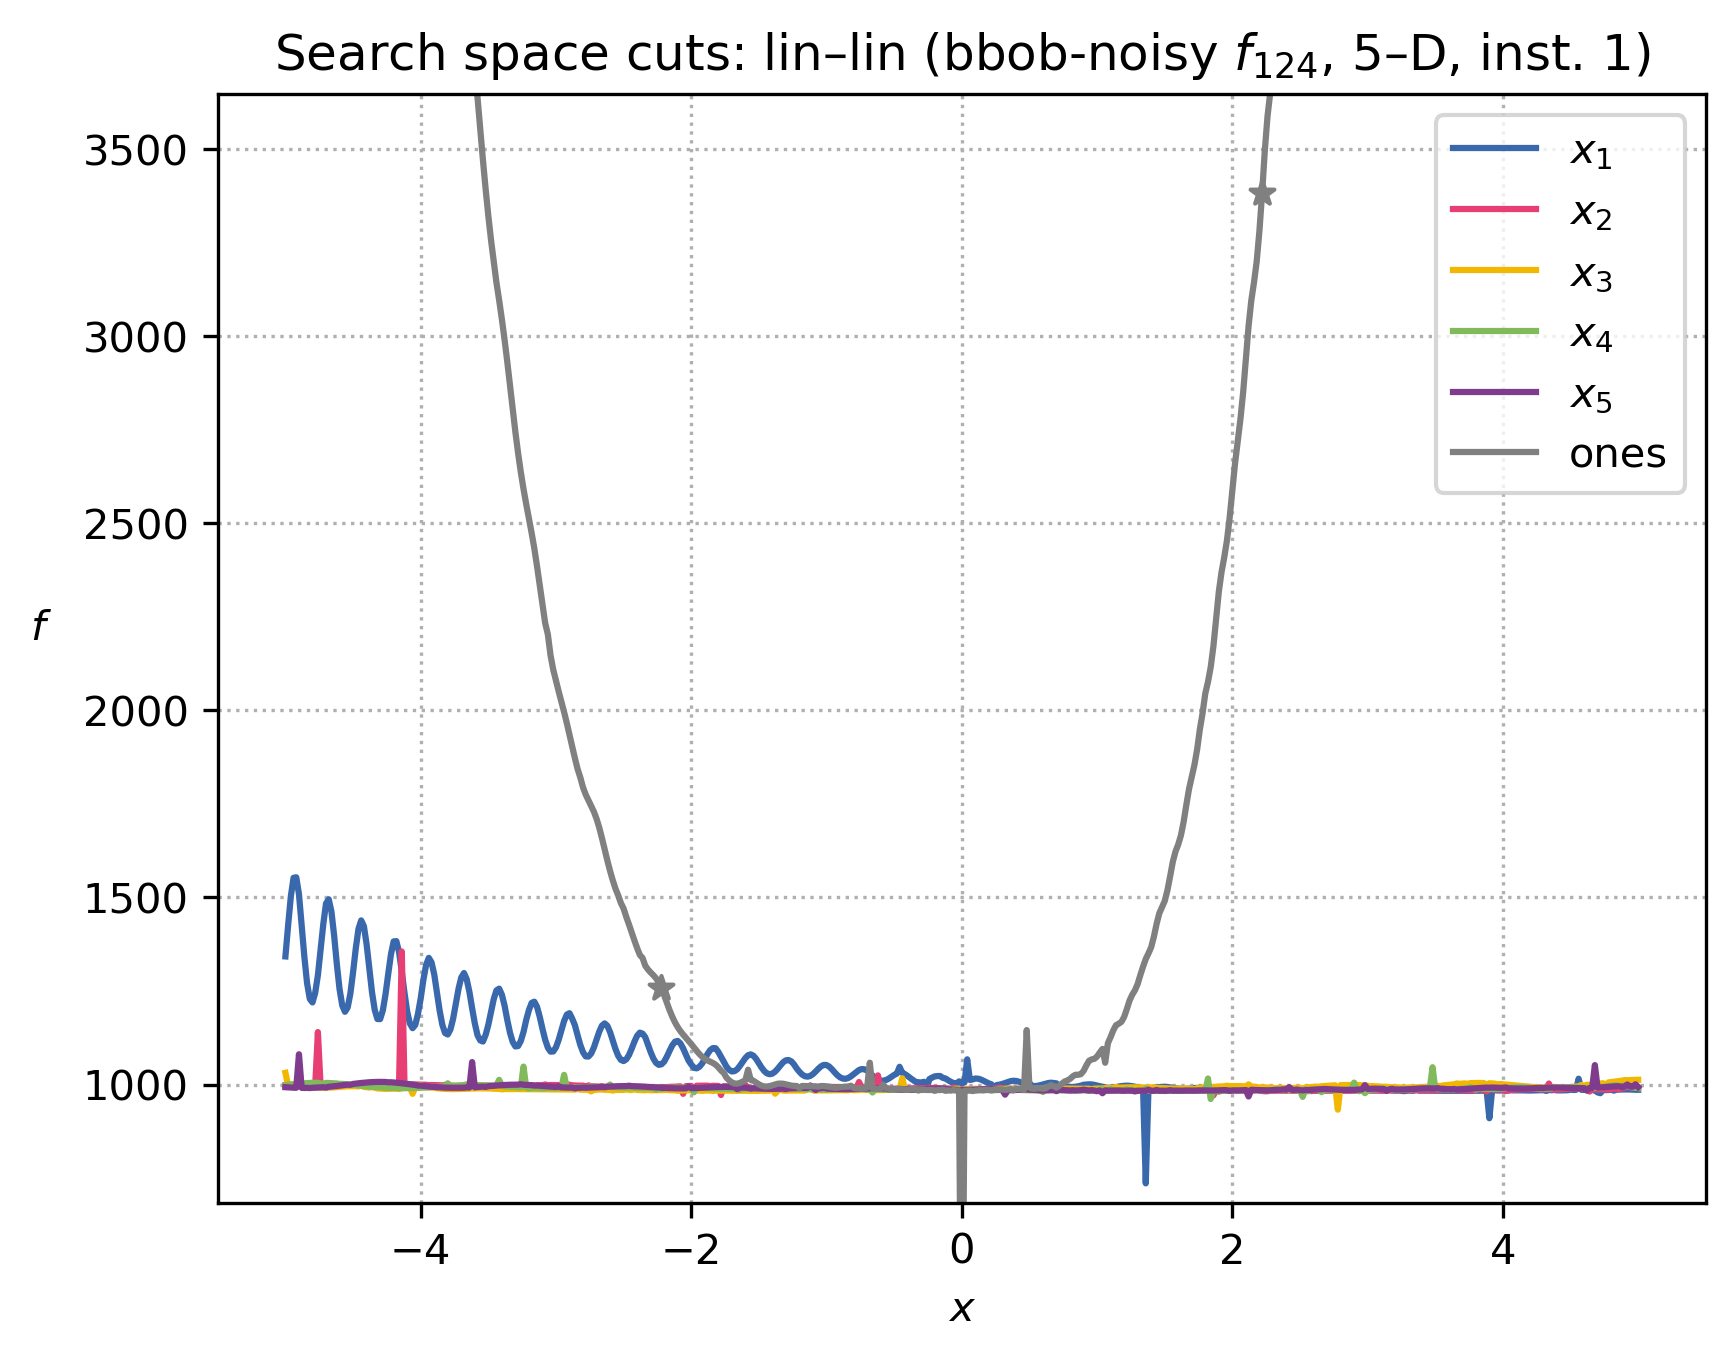 Search space cuts: lin–lin (bbob-noisy f₁₂₄, 5–D, inst. 1)
3500
3000
2500
2000
1500
1000
f
−4
−2
0
2
4
x
x₁
x₂
x₃
x₄
x₅
ones